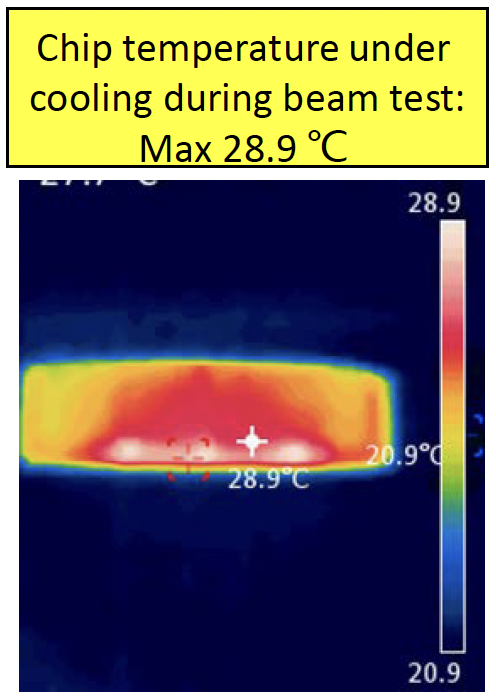 Chip temperature under
cooling during beam test:
Max 28.9 ℃
28.9
20.9°C
28.9°C
20.9